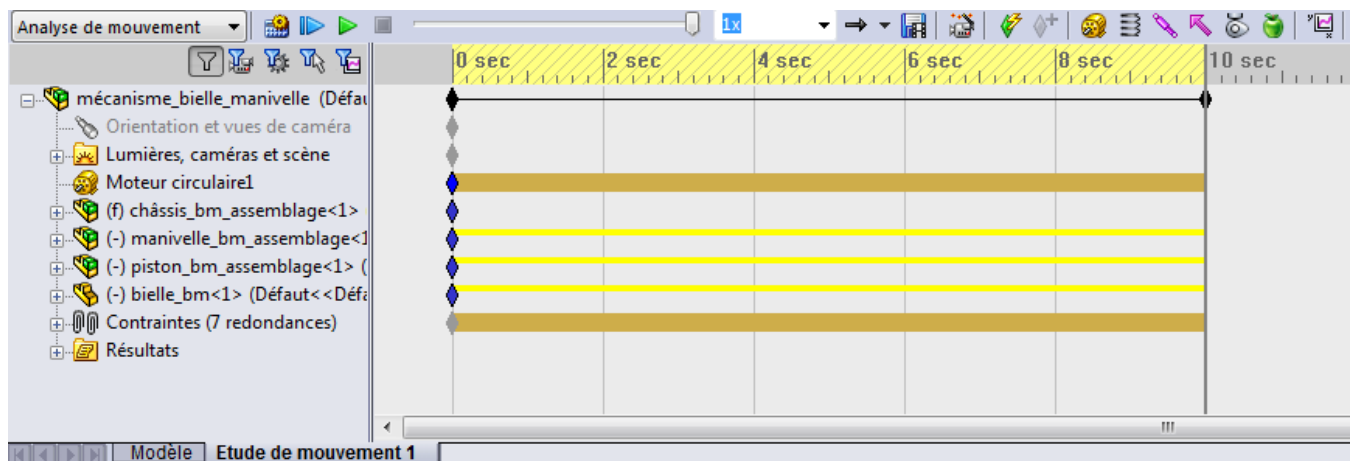 Analyse de mouvement 1x
0 sec 2 sec 4 sec 6 sec 8 sec 10 sec
mécanisme_bielle_manivelle (Défau
Orientation et vues de caméra
Lumières, caméras et scène
Moteur circulaire1
(f) châssis_bm_assemblage<1>
(-) manivelle_bm_assemblage<1
(-) piston_bm_assemblage<1> (
(-) bielle_bm<1> (Défaut<<Défa
Contraintes (7 redondances)
Résultats
Modèle Etude de mouvement 1